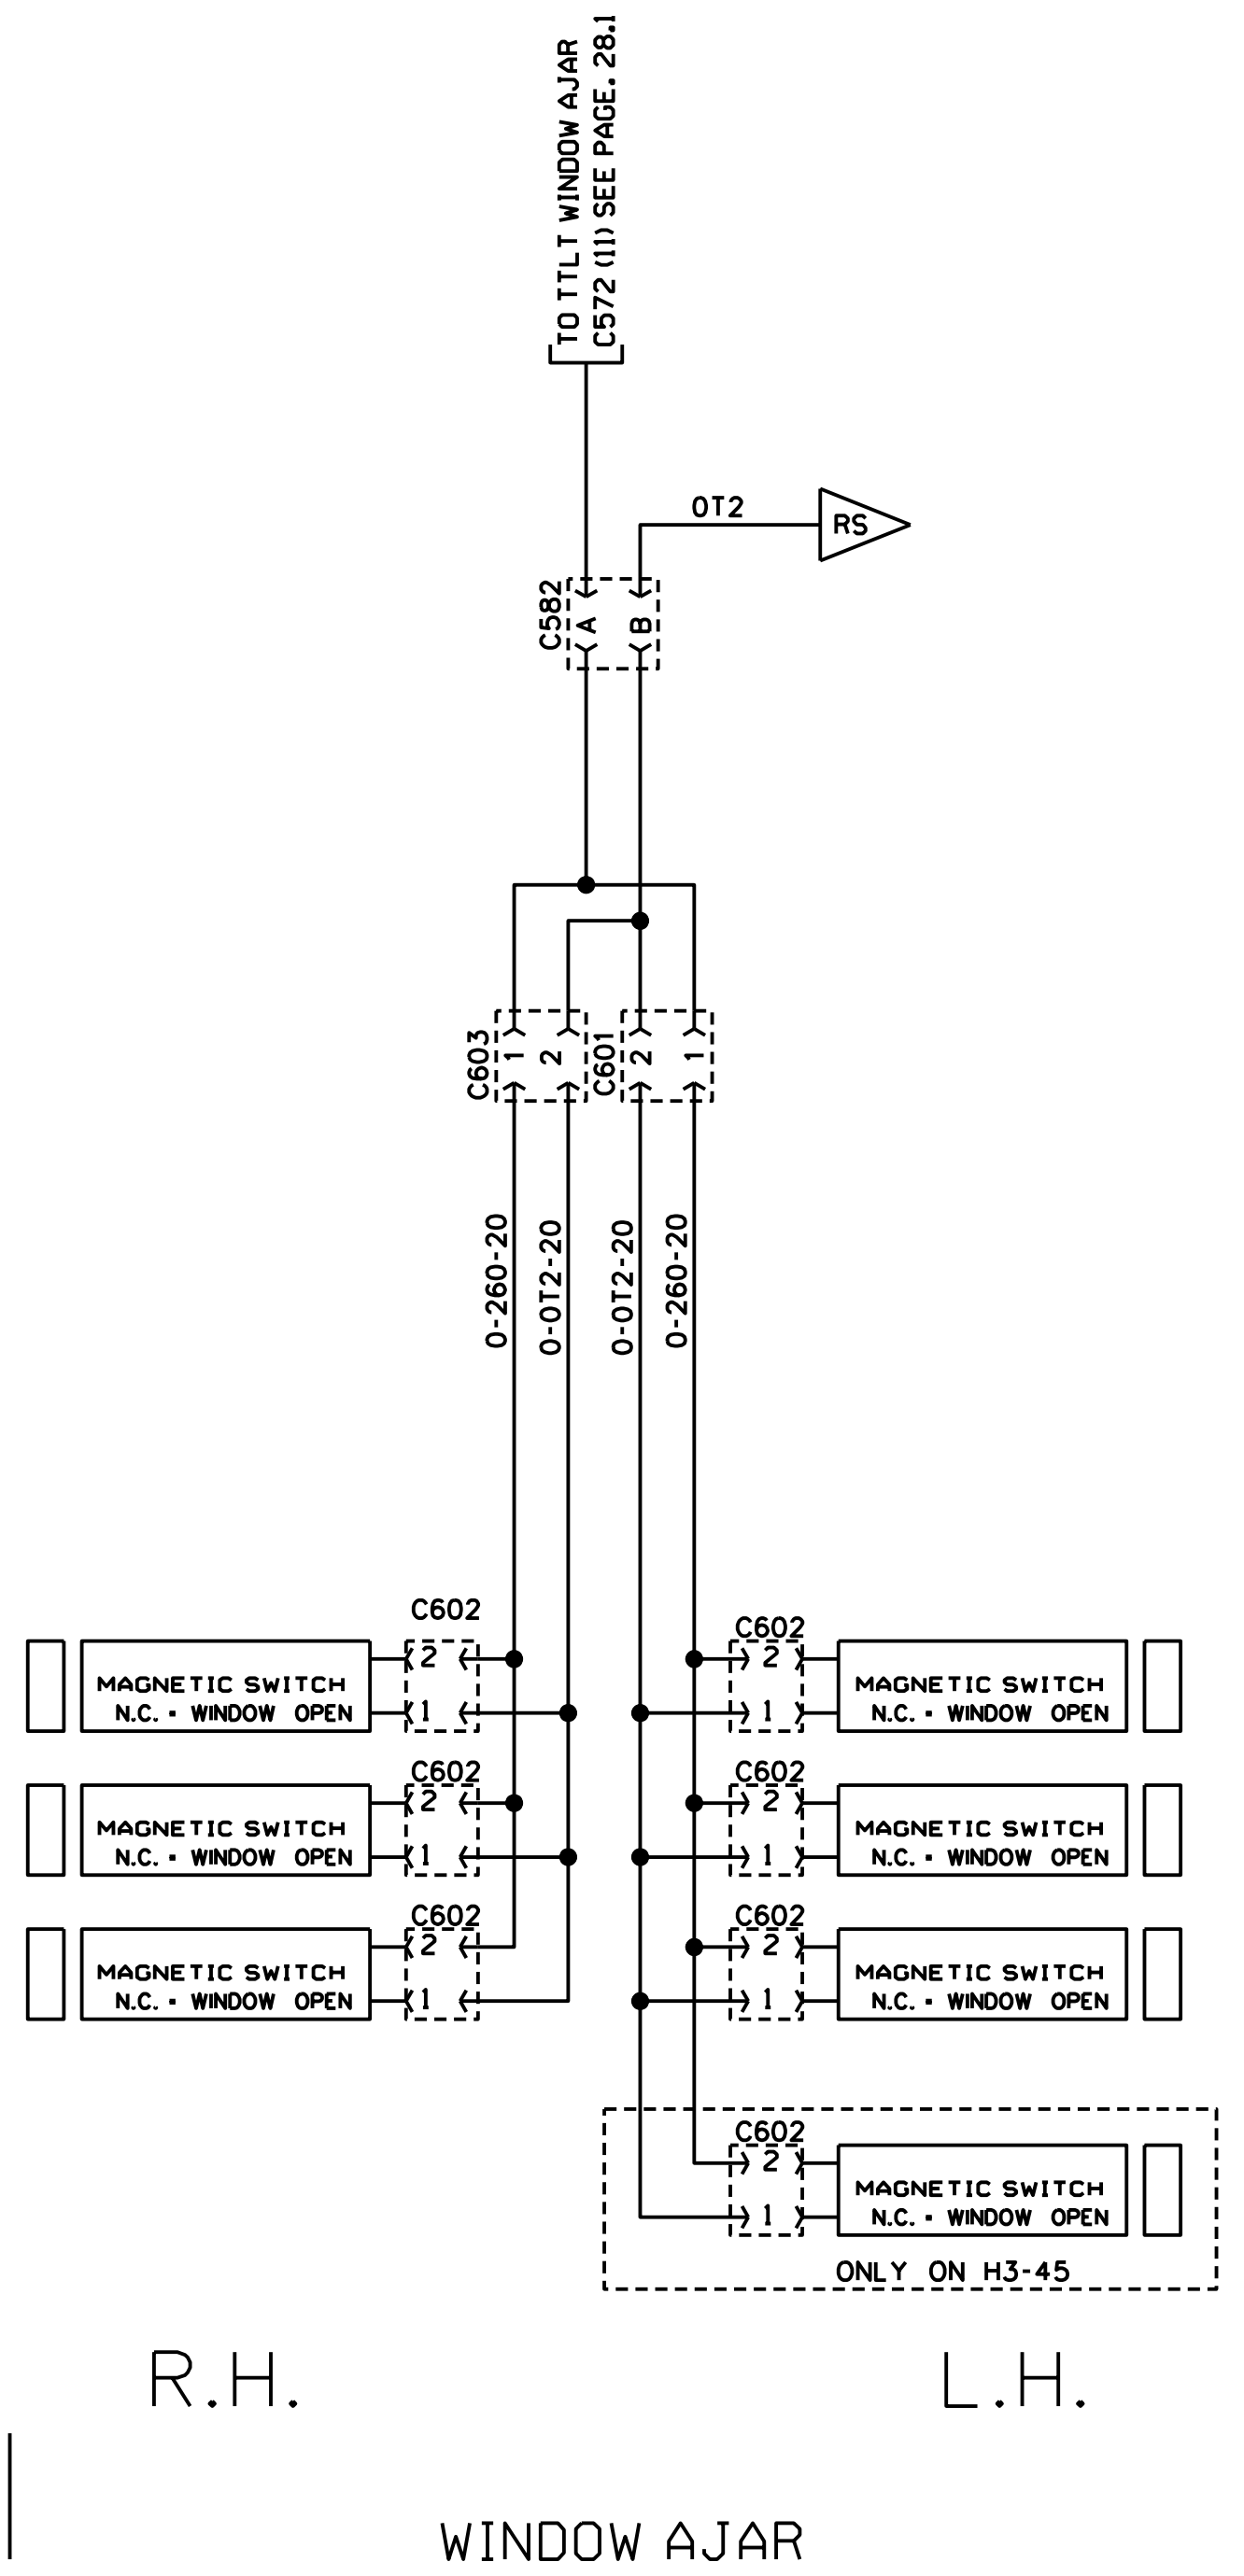 TO TTLT WINDOW AJAR
C572 (11) SEE PAGE. 28.1
OT2
RS
C582
A
B
C603
1
2
C601
2
1
0-260-20
0-0T2-20
0-0T2-20
0-260-20
C602
2
MAGNETIC SWITCH
1
N.C. - WINDOW OPEN
C602
2
MAGNETIC SWITCH
1
N.C. - WINDOW OPEN
C602
2
MAGNETIC SWITCH
1
N.C. - WINDOW OPEN
C602
2
MAGNETIC SWITCH
1
N.C. - WINDOW OPEN
C602
2
MAGNETIC SWITCH
1
N.C. - WINDOW OPEN
C602
2
MAGNETIC SWITCH
1
N.C. - WINDOW OPEN
C602
2
MAGNETIC SWITCH
1
N.C. - WINDOW OPEN
ONLY ON H3-45
R.H.
L.H.
WINDOW AJAR